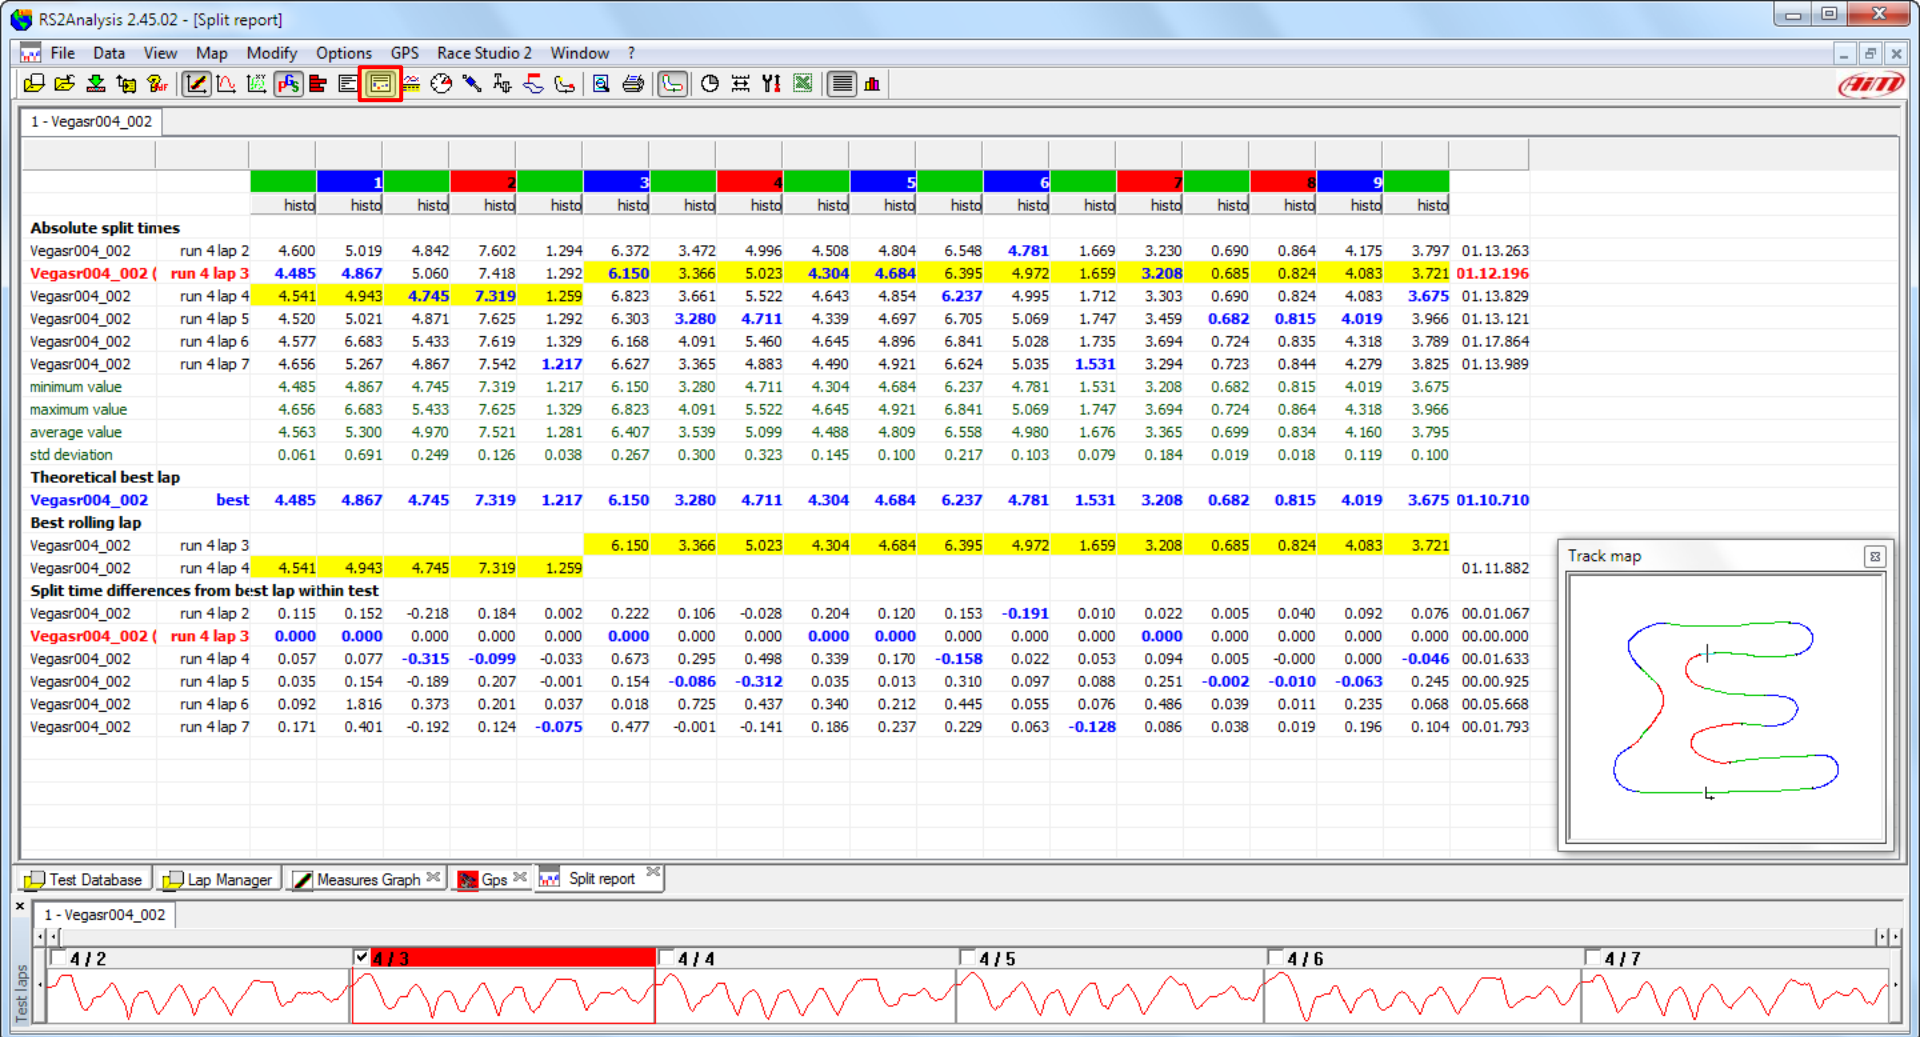 RS2Analysis 2.45.02 - [Split report]
File Data View Map Modify Options GPS Race Studio 2 Window ?
AiM
1 - Vegasr004_002
1 2 3 4 5 6 7 8 9
histo histo histo histo histo histo histo histo histo histo histo histo histo histo histo histo histo histo
Absolute split times
Vegasr004_002 run 4 lap 2 4.600 5.019 4.842 7.602 1.294 6.372 3.472 4.996 4.508 4.804 6.548 4.781 1.669 3.230 0.690 0.864 4.175 3.797 01.13.263
Vegasr004_002 ( run 4 lap 3 4.485 4.867 5.060 7.418 1.292 6.150 3.366 5.023 4.304 4.684 6.395 4.972 1.659 3.208 0.685 0.824 4.083 3.721 01.12.196
Vegasr004_002 run 4 lap 4 4.541 4.943 4.745 7.319 1.259 6.823 3.661 5.522 4.643 4.854 6.237 4.995 1.712 3.303 0.690 0.824 4.083 3.675 01.13.829
Vegasr004_002 run 4 lap 5 4.520 5.021 4.871 7.625 1.292 6.303 3.280 4.711 4.339 4.697 6.705 5.069 1.747 3.459 0.682 0.815 4.019 3.966 01.13.121
Vegasr004_002 run 4 lap 6 4.577 6.683 5.433 7.619 1.329 6.168 4.091 5.460 4.645 4.896 6.841 5.028 1.735 3.694 0.724 0.835 4.318 3.789 01.17.864
Vegasr004_002 run 4 lap 7 4.656 5.267 4.867 7.542 1.217 6.627 3.365 4.883 4.490 4.921 6.624 5.035 1.531 3.294 0.723 0.844 4.279 3.825 01.13.989
minimum value 4.485 4.867 4.745 7.319 1.217 6.150 3.280 4.711 4.304 4.684 6.237 4.781 1.531 3.208 0.682 0.815 4.019 3.675
maximum value 4.656 6.683 5.433 7.625 1.329 6.823 4.091 5.522 4.645 4.921 6.841 5.069 1.747 3.694 0.724 0.864 4.318 3.966
average value 4.563 5.300 4.970 7.521 1.281 6.407 3.539 5.099 4.488 4.809 6.558 4.980 1.676 3.365 0.699 0.834 4.160 3.795
std deviation 0.061 0.691 0.249 0.126 0.038 0.267 0.300 0.323 0.145 0.100 0.217 0.103 0.079 0.184 0.019 0.018 0.119 0.100
Theoretical best lap
Vegasr004_002 best 4.485 4.867 4.745 7.319 1.217 6.150 3.280 4.711 4.304 4.684 6.237 4.781 1.531 3.208 0.682 0.815 4.019 3.675 01.10.710
Best rolling lap
Vegasr004_002 run 4 lap 3 6.150 3.366 5.023 4.304 4.684 6.395 4.972 1.659 3.208 0.685 0.824 4.083 3.721
Vegasr004_002 run 4 lap 4 4.541 4.943 4.745 7.319 1.259 01.11.882
Split time differences from best lap within test
Vegasr004_002 run 4 lap 2 0.115 0.152 -0.218 0.184 0.002 0.222 0.106 -0.028 0.204 0.120 0.153 -0.191 0.010 0.022 0.005 0.040 0.092 0.076 00.01.067
Vegasr004_002 ( run 4 lap 3 0.000 0.000 0.000 0.000 0.000 0.000 0.000 0.000 0.000 0.000 0.000 0.000 0.000 0.000 0.000 0.000 0.000 0.000 00.00.000
Vegasr004_002 run 4 lap 4 0.057 0.077 -0.315 -0.099 -0.033 0.673 0.295 0.498 0.339 0.170 -0.158 0.022 0.053 0.094 0.005 -0.000 0.000 -0.046 00.01.633
Vegasr004_002 run 4 lap 5 0.035 0.154 -0.189 0.207 -0.001 0.154 -0.086 -0.312 0.035 0.013 0.310 0.097 0.088 0.251 -0.002 -0.010 -0.063 0.245 00.00.925
Vegasr004_002 run 4 lap 6 0.092 1.816 0.373 0.201 0.037 0.018 0.725 0.437 0.340 0.212 0.445 0.055 0.076 0.486 0.039 0.011 0.235 0.068 00.05.668
Vegasr004_002 run 4 lap 7 0.171 0.401 -0.192 0.124 -0.075 0.477 -0.001 -0.141 0.186 0.237 0.229 0.063 -0.128 0.086 0.038 0.019 0.196 0.104 00.01.793
Track map
Test Database Lap Manager Measures Graph Gps Split report
1 - Vegasr004_002
Test laps
4 / 2 4 / 3 4 / 4 4 / 5 4 / 6 4 / 7